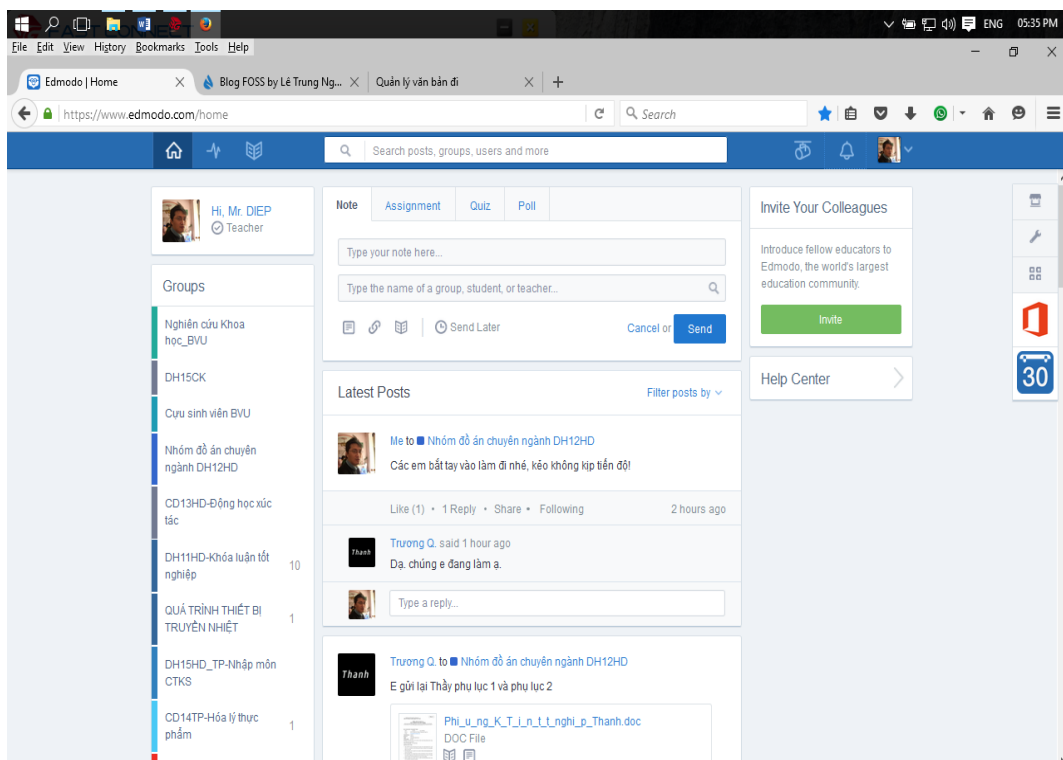 ENG 05:35 PM
File Edit View History Bookmarks Tools Help
Edmodo | Home
Blog FOSS by Lê Trung Ng...
Quản lý văn bản đi
https://www.edmodo.com/home
Search
Search posts, groups, users and more
Hi, Mr. DIEP
Teacher
Groups
Nghiên cứu Khoa
học_BVU
DH15CK
Cựu sinh viên BVU
Nhóm đồ án chuyên
ngành DH12HD
CD13HD-Động học xúc
tác
DH11HD-Khóa luận tốt
nghiệp
10
QUÁ TRÌNH THIẾT BỊ
TRUYỀN NHIỆT
1
DH15HD_TP-Nhập môn
CTKS
CD14TP-Hóa lý thực
phẩm
1
Note Assignment Quiz Poll
Type your note here...
Type the name of a group, student, or teacher...
Send Later
Cancel or Send
Latest Posts
Filter posts by
Me to Nhóm đồ án chuyên ngành DH12HD
Các em bắt tay vào làm đi nhé, kẻo không kịp tiến độ!
Like (1) • 1 Reply • Share • Following
2 hours ago
Thanh
Trương Q. said 1 hour ago
Dạ. chúng e đang làm ạ.
Type a reply...
Thanh
Trương Q. to Nhóm đồ án chuyên ngành DH12HD
E gửi lại Thầy phụ lục 1 và phụ lục 2
Phi_u_ng_K_T_i_n_t_t_nghi_p_Thanh.doc
DOC File
Invite Your Colleagues
Introduce fellow educators to
Edmodo, the world's largest
education community.
Invite
Help Center
30